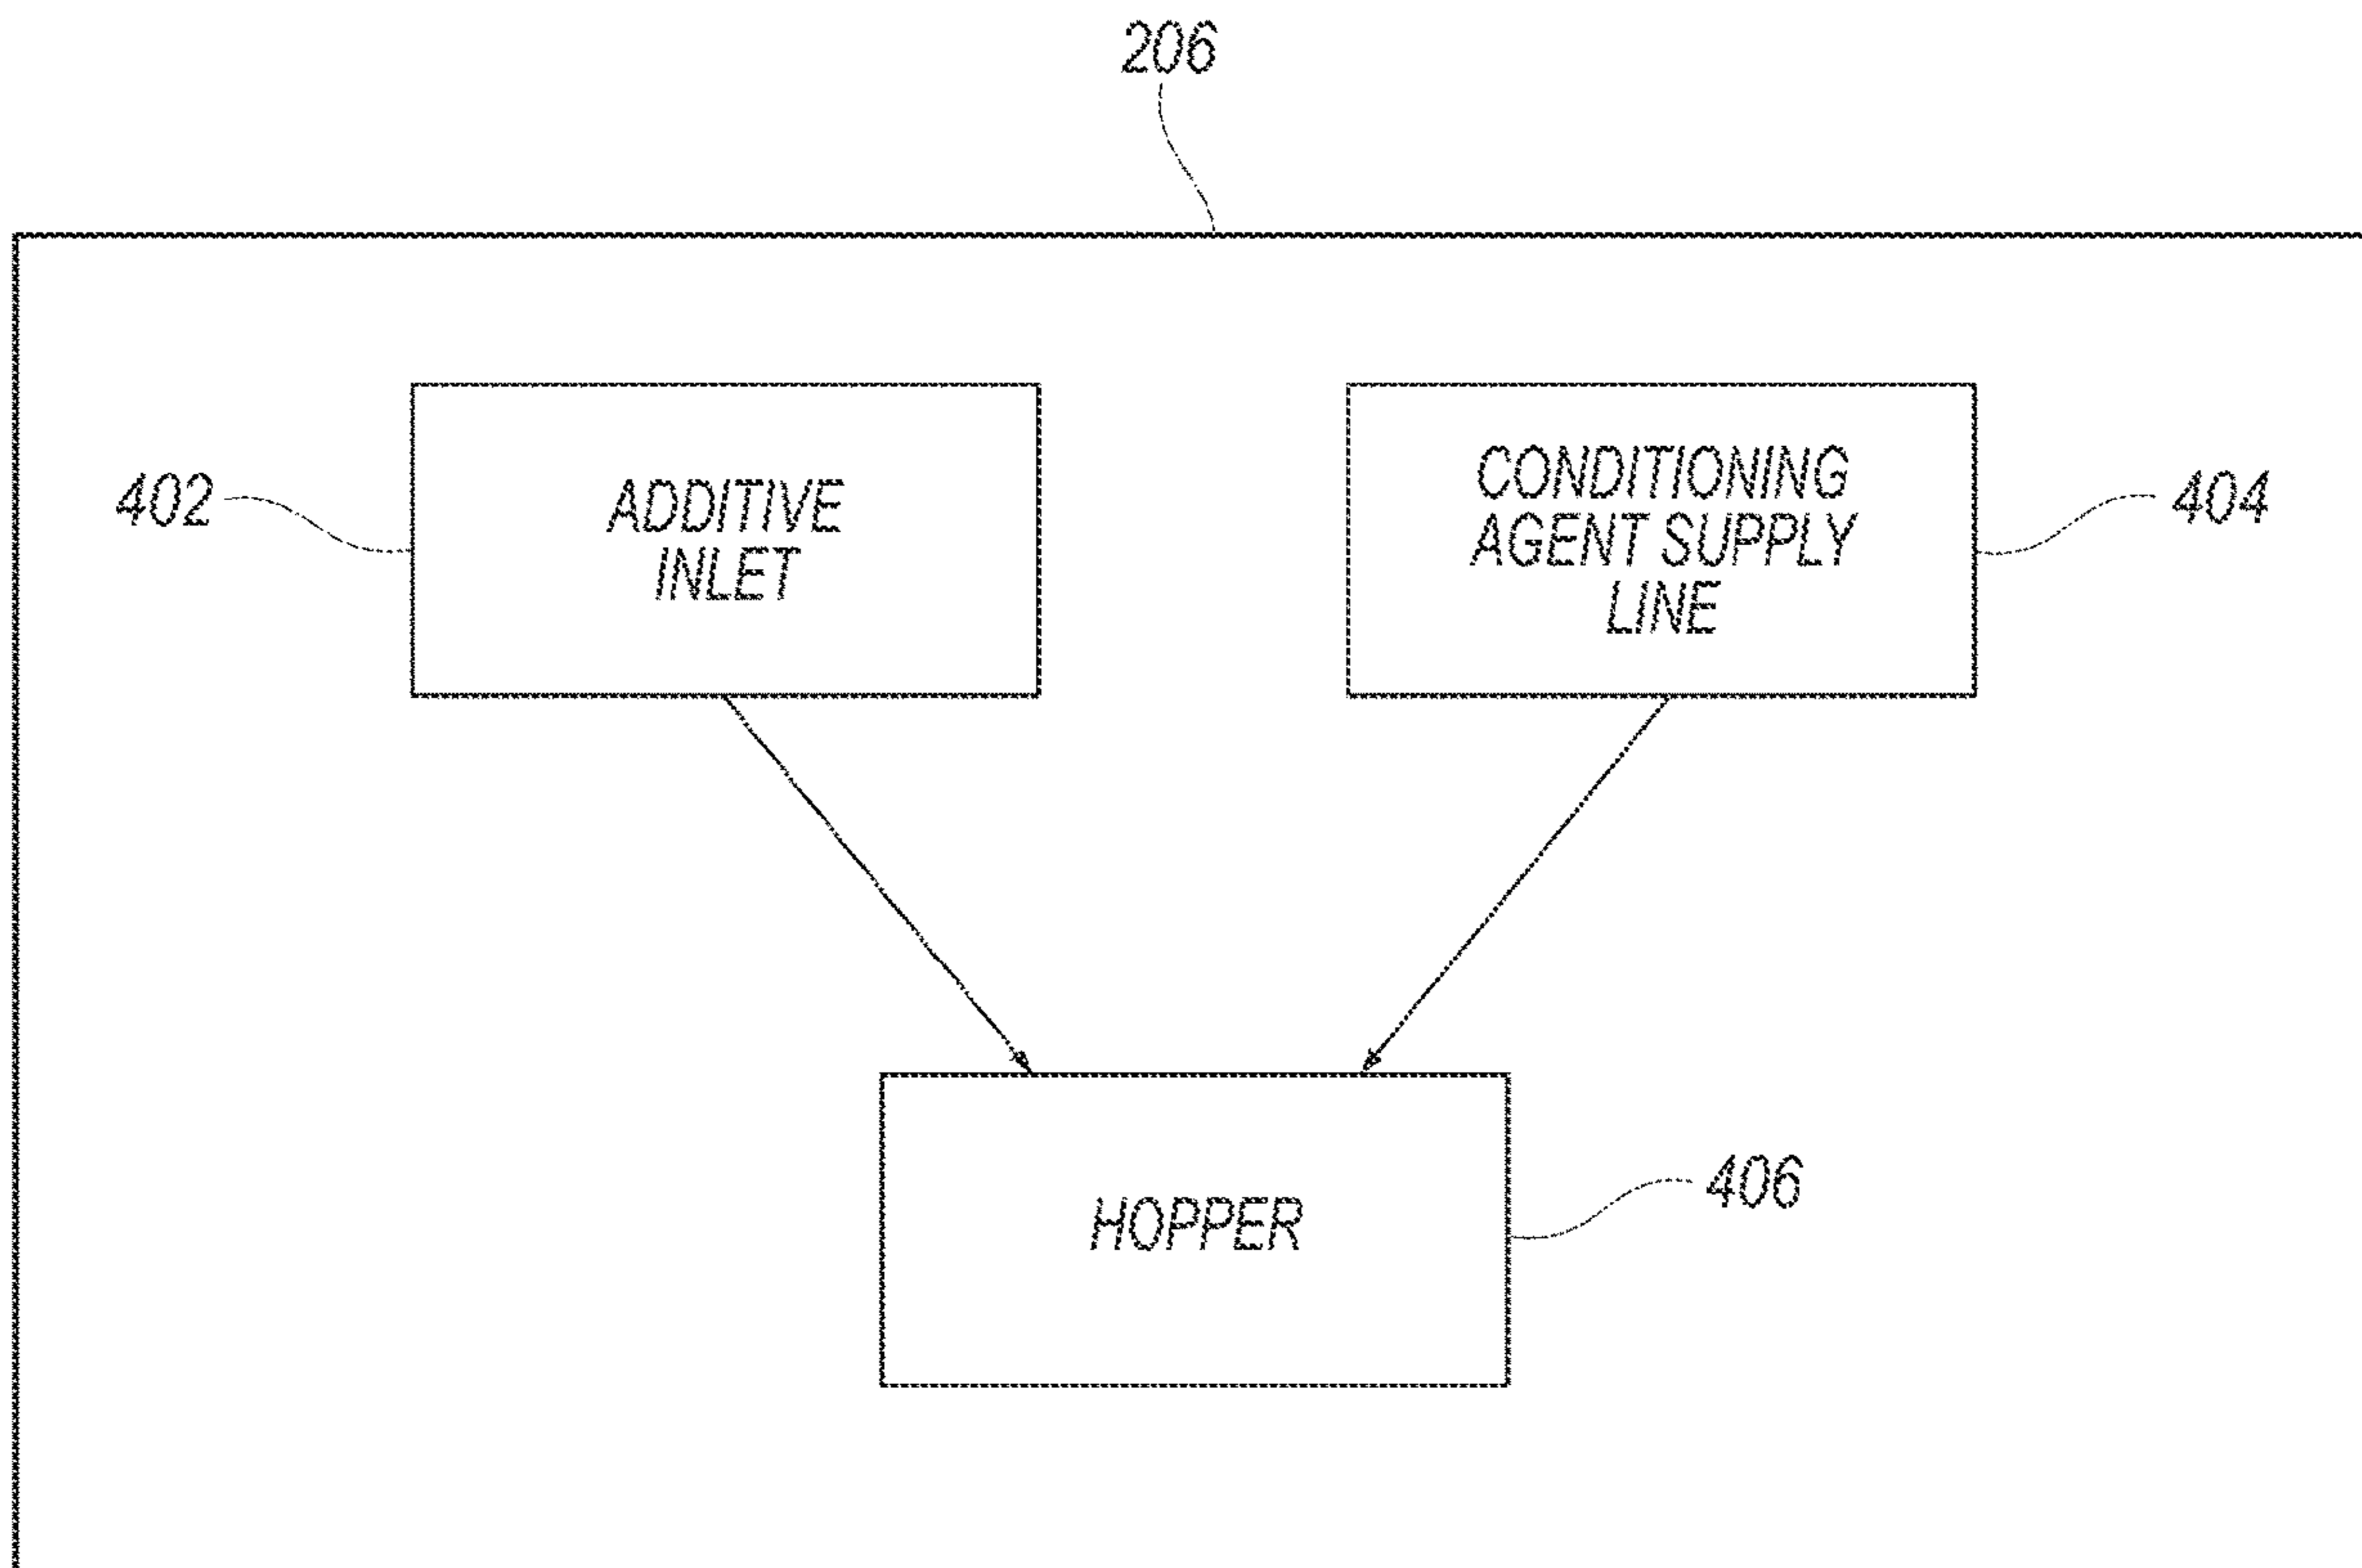 206
402
ADDITIVE
INLET
CONDITIONING
AGENT SUPPLY
LINE
404
HOPPER
406